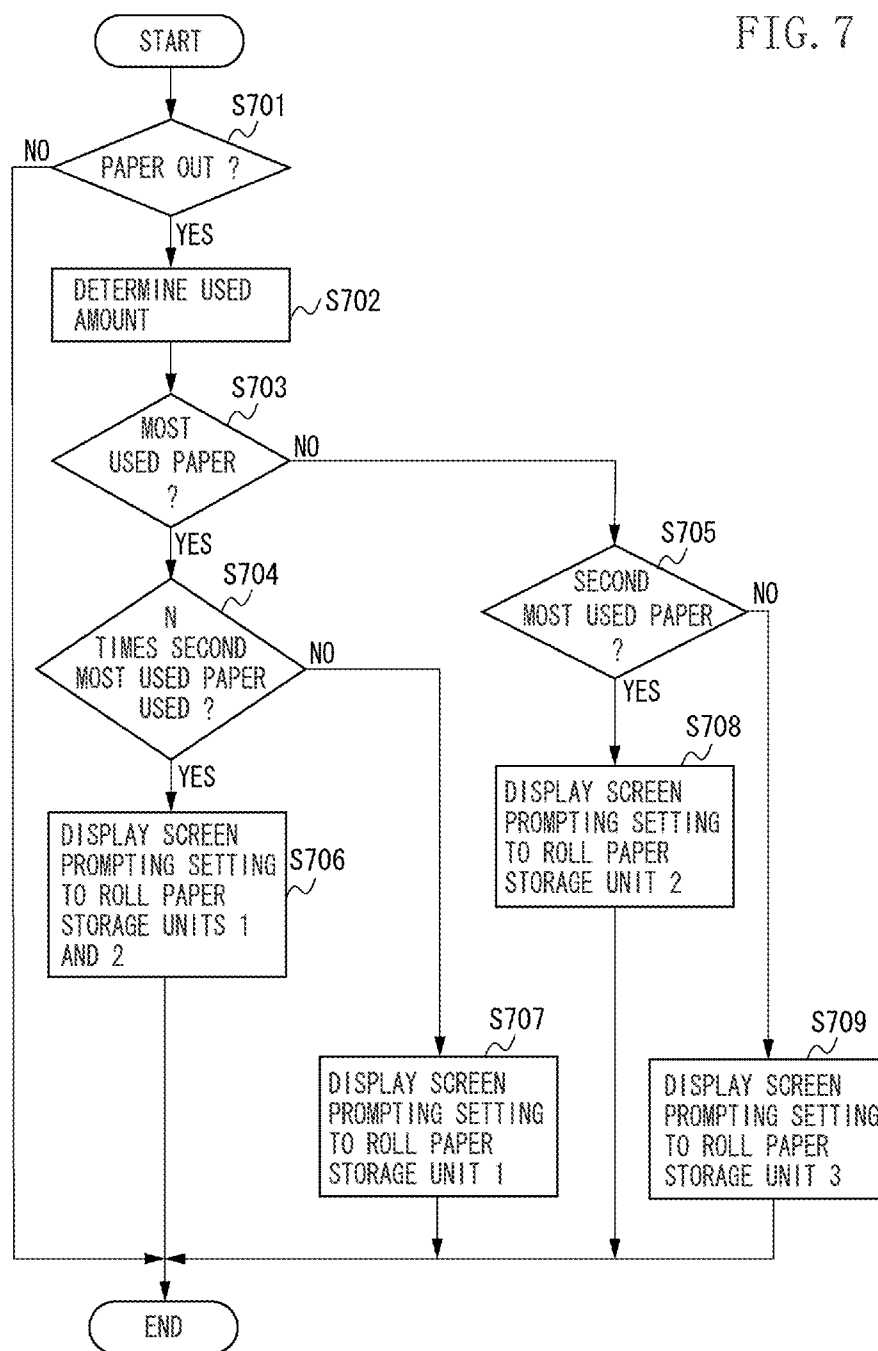 FIG. 7
START
S701
NO
PAPER OUT ?
YES
DETERMINE USED
AMOUNT
S702
S703
MOST
USED PAPER
?
NO
YES
S704
N
TIMES SECOND
MOST USED PAPER
USED ?
NO
YES
S705
SECOND
MOST USED PAPER
?
NO
YES
DISPLAY SCREEN
PROMPTING SETTING
TO ROLL PAPER
STORAGE UNITS 1
AND 2
S706
S708
DISPLAY SCREEN
PROMPTING SETTING
TO ROLL PAPER
STORAGE UNIT 2
S707
DISPLAY SCREEN
PROMPTING SETTING
TO ROLL PAPER
STORAGE UNIT 1
S709
DISPLAY SCREEN
PROMPTING SETTING
TO ROLL PAPER
STORAGE UNIT 3
END